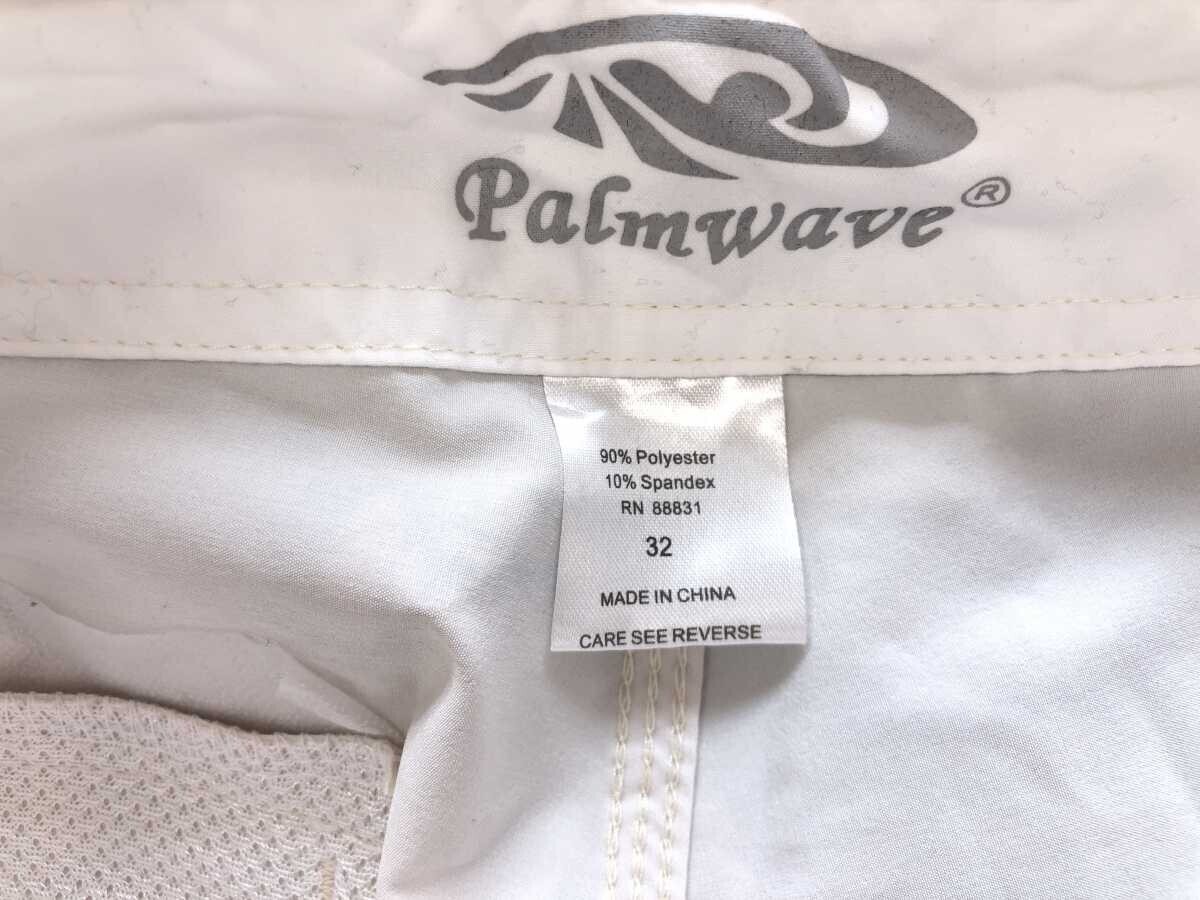 Palmwave®
90% Polyester
10% Spandex
RN 88831
32
MADE IN CHINA
CARE SEE REVERSE